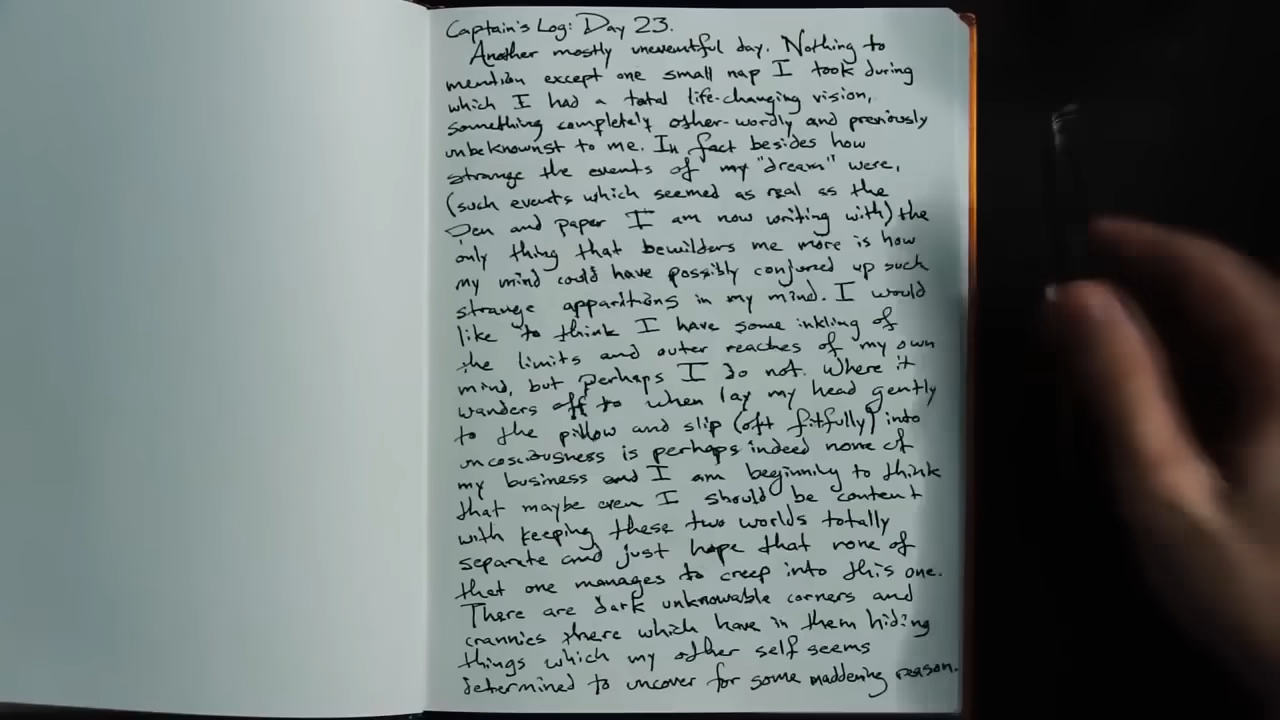 Captain's Log: Day 23.
Another mostly uneventful day. Nothing to
mention except one small nap I took during
which I had a total life-changing vision,
something completely other-wordly and previously
unbeknownst to me. In fact besides how
strange the events of my "dream" were,
(such events which seemed as real as the
pen and paper I am now writing with) the
only thing that bewilders me more is how
my mind could have possibly conjured up such
strange apparitions in my mind. I would
like to think I have some inkling of
the limits and outer reaches of my own
mind, but perhaps I do not. Where it
wanders off to when lay my head gently
to the pillow and slip (oft fitfully) into
uncosciousness is perhaps indeed none of
my business and I am beginnily to think
that maybe even I should be content
with keeping these two worlds totally
separate and just hope that none of
that one manages to creep into this one.
There are dark unknowable corners and
crannies there which have in them hiding
things which my other self seems
determined to uncover for some maddening reason.